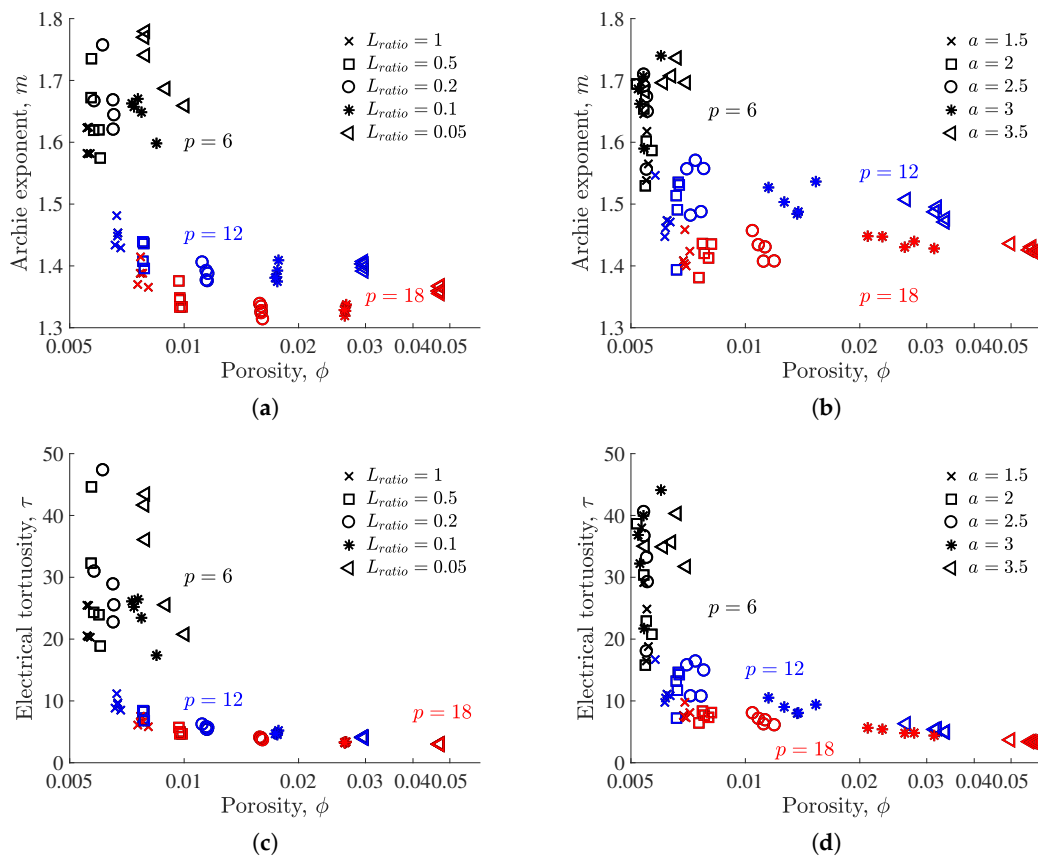 1.8
1.7
1.6
1.5
1.4
1.3
Archie exponent, m
L_ratio = 1
L_ratio = 0.5
L_ratio = 0.2
L_ratio = 0.1
L_ratio = 0.05
p = 6
p = 12
p = 18
0.005 0.01 0.02 0.03 0.040.05
Porosity, ϕ
(a)
1.8
1.7
1.6
1.5
1.4
1.3
Archie exponent, m
a = 1.5
a = 2
a = 2.5
a = 3
a = 3.5
p = 6
p = 12
p = 18
0.005 0.01 0.02 0.03 0.040.05
Porosity, ϕ
(b)
50
40
30
20
10
0
Electrical tortuosity, τ
L_ratio = 1
L_ratio = 0.5
L_ratio = 0.2
L_ratio = 0.1
L_ratio = 0.05
p = 6
p = 12
p = 18
0.005 0.01 0.02 0.03 0.040.05
Porosity, ϕ
(c)
50
40
30
20
10
0
Electrical tortuosity, τ
a = 1.5
a = 2
a = 2.5
a = 3
a = 3.5
p = 6
p = 12
p = 18
0.005 0.01 0.02 0.03 0.040.05
Porosity, ϕ
(d)